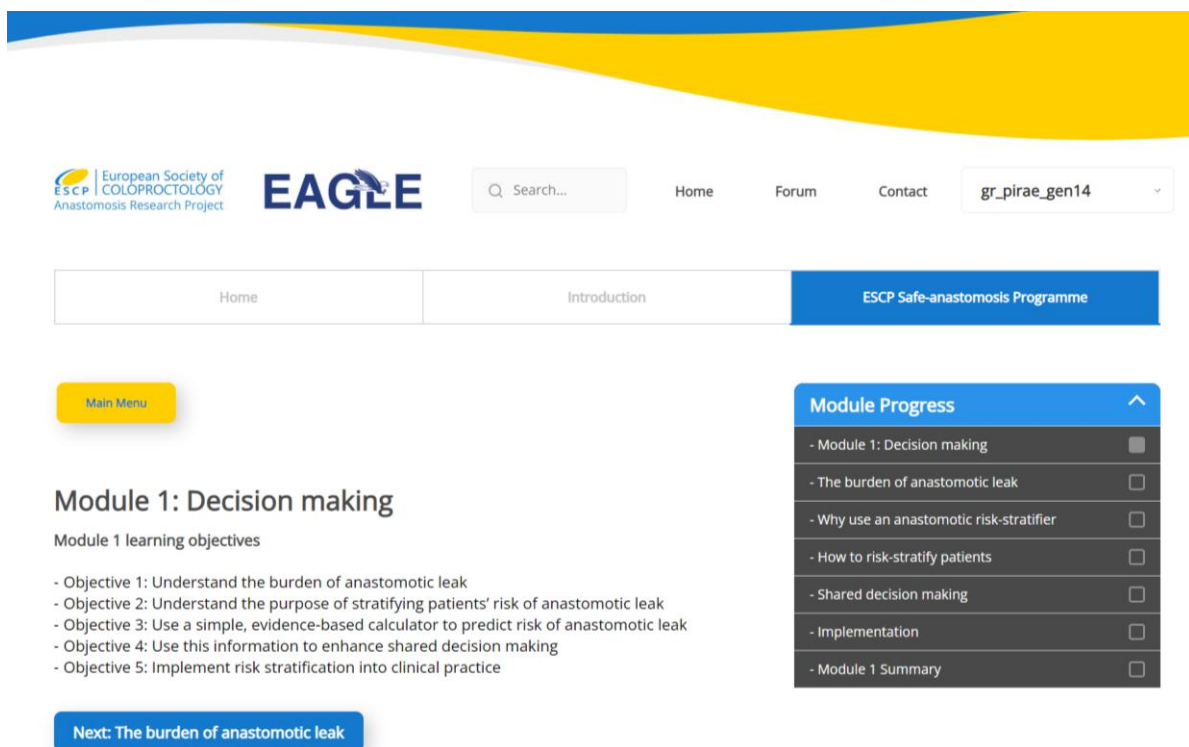 European Society of
ESCP COLOPROCTOLOGY
Anastomosis Research Project
EAGLE
Search...
Home
Forum
Contact
gr_pirae_gen14
Home
Introduction
ESCP Safe-anastomosis Programme
Main Menu
Module 1: Decision making
Module 1 learning objectives
- Objective 1: Understand the burden of anastomotic leak
- Objective 2: Understand the purpose of stratifying patients' risk of anastomotic leak
- Objective 3: Use a simple, evidence-based calculator to predict risk of anastomotic leak
- Objective 4: Use this information to enhance shared decision making
- Objective 5: Implement risk stratification into clinical practice
Next: The burden of anastomotic leak
Module Progress
- Module 1: Decision making
- The burden of anastomotic leak
- Why use an anastomotic risk-stratifier
- How to risk-stratify patients
- Shared decision making
- Implementation
- Module 1 Summary